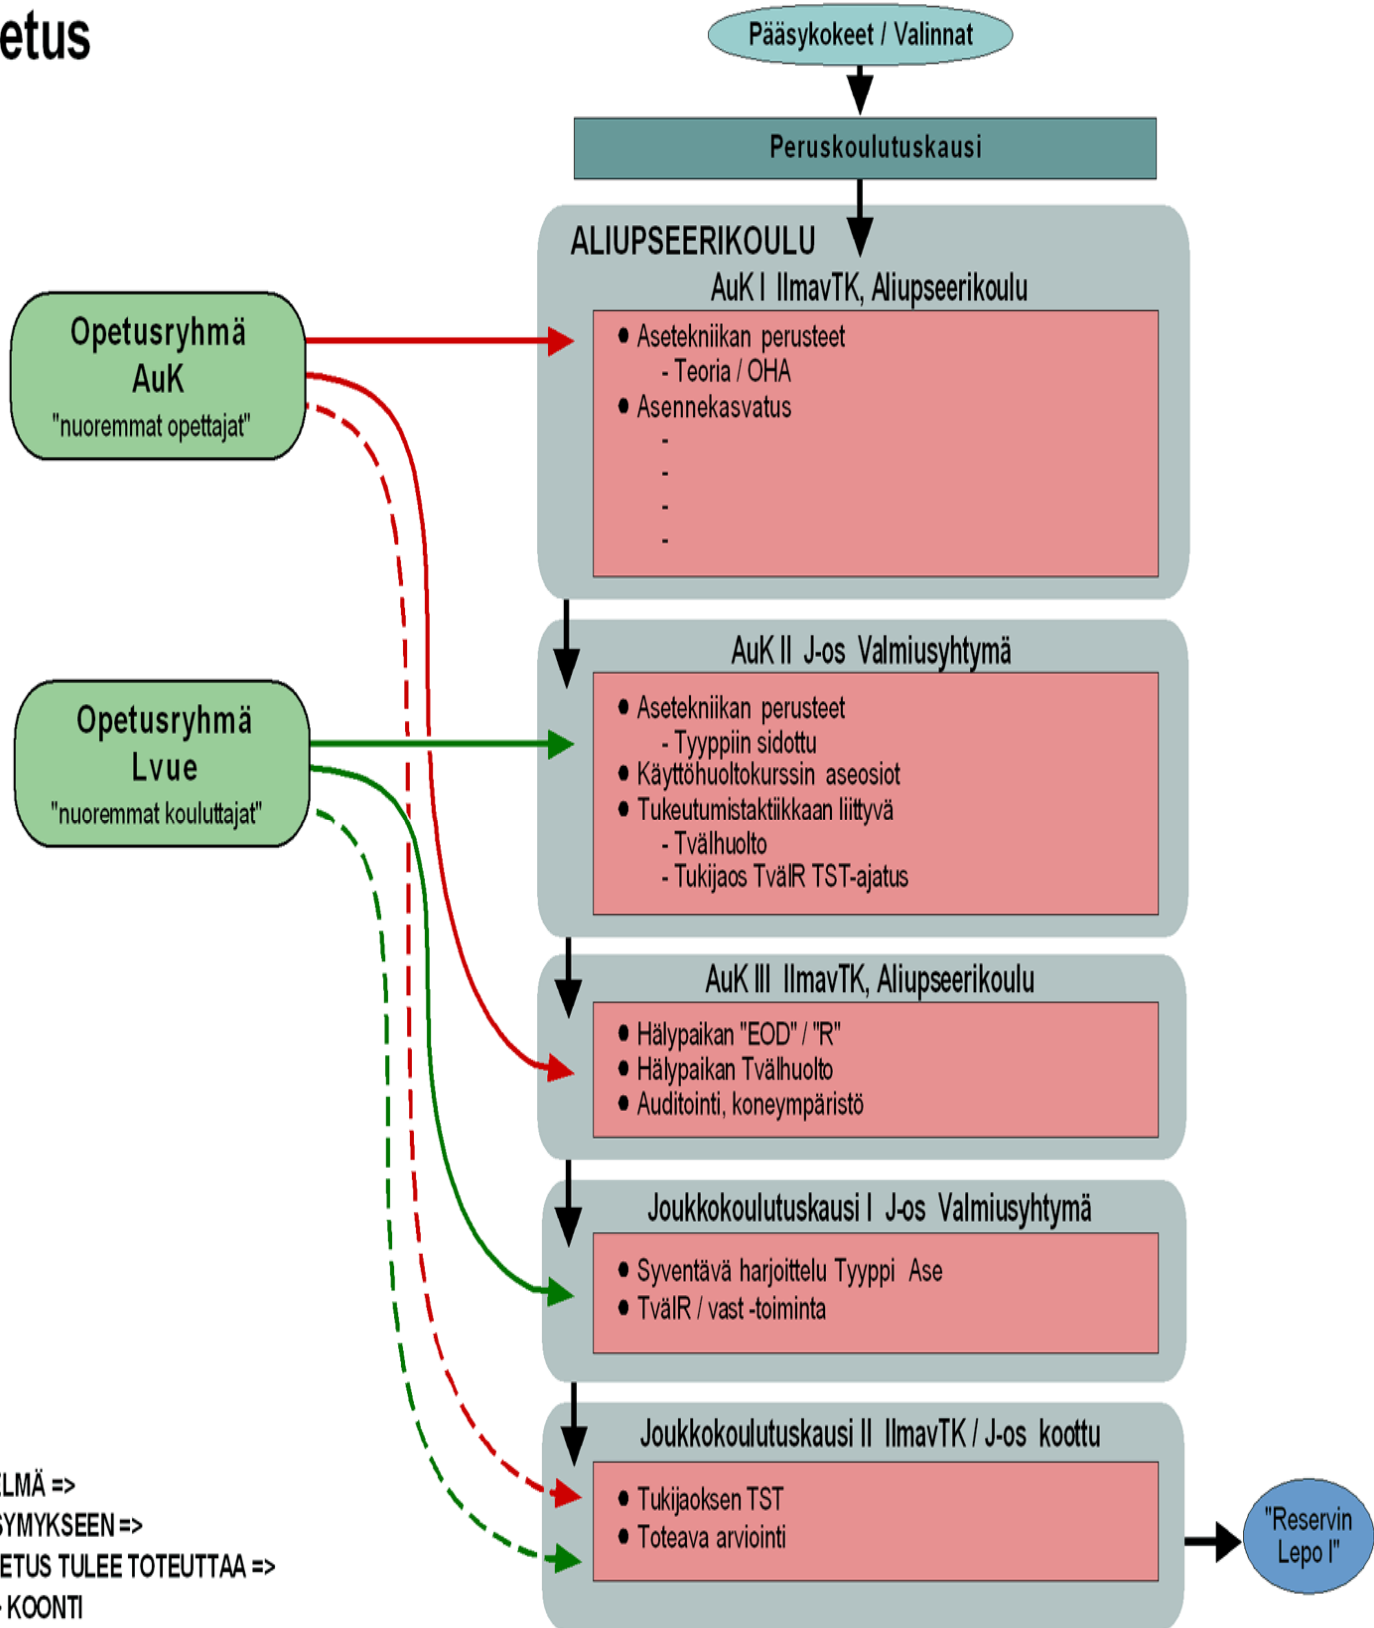 etus
Pääsykokeet / Valinnat
Peruskoulutuskausi
ALIUPSEERIKOULU
AuK I IlmavTK, Aliupseerikoulu
● Asetekniikan perusteet
- Teoria / OHA
● Asennekasvatus
-
-
-
-
Opetusryhmä
AuK
"nuoremmat opettajat"
AuK II J-os Valmiusyhtymä
● Asetekniikan perusteet
- Tyyppiin sidottu
● Käyttöhuoltokurssin aseosiot
● Tukeutumistaktiikkaan liittyvä
- Tvälhuolto
- Tukijaos TvälR TST-ajatus
Opetusryhmä
Lvue
"nuoremmat kouluttajat"
AuK III IlmavTK, Aliupseerikoulu
● Hälypaikan "EOD" / "R"
● Hälypaikan Tvälhuolto
● Auditointi, koneympäristö
Joukkokoulutuskausi I J-os Valmiusyhtymä
● Syventävä harjoittelu Tyyppi Ase
● TvälR / vast -toiminta
Joukkokoulutuskausi II IlmavTK / J-os koottu
● Tukijaoksen TST
● Toteava arviointi
"Reservin
Lepo I"
ELMÄ =>
SYMYKSEEN =>
ETUS TULEE TOTEUTTAA =>
KOONTI